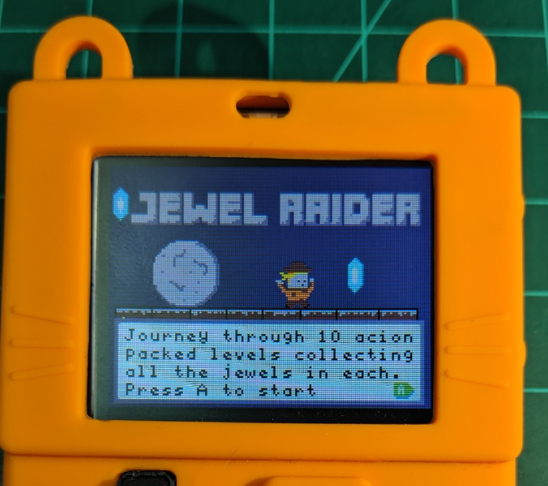 JEWEL RAIDER
Journey through 10 acion
packed levels collecting
all the jewels in each.
Press A to start
A